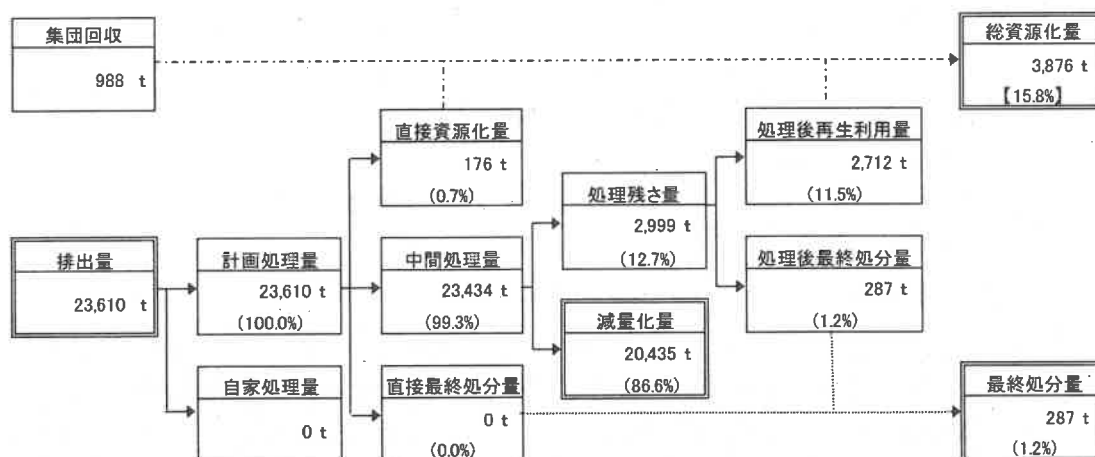 集団回収
988 t
総資源化量
3,876 t
【15.8%】
直接資源化量
176 t
(0.7%)
処理後再生利用量
2,712 t
(11.5%)
処理残さ量
2,999 t
(12.7%)
排出量
23,610 t
計画処理量
23,610 t
(100.0%)
中間処理量
23,434 t
(99.3%)
処理後最終処分量
287 t
(1.2%)
減量化量
20,435 t
(86.6%)
自家処理量
0 t
直接最終処分量
0 t
(0.0%)
最終処分量
287 t
(1.2%)